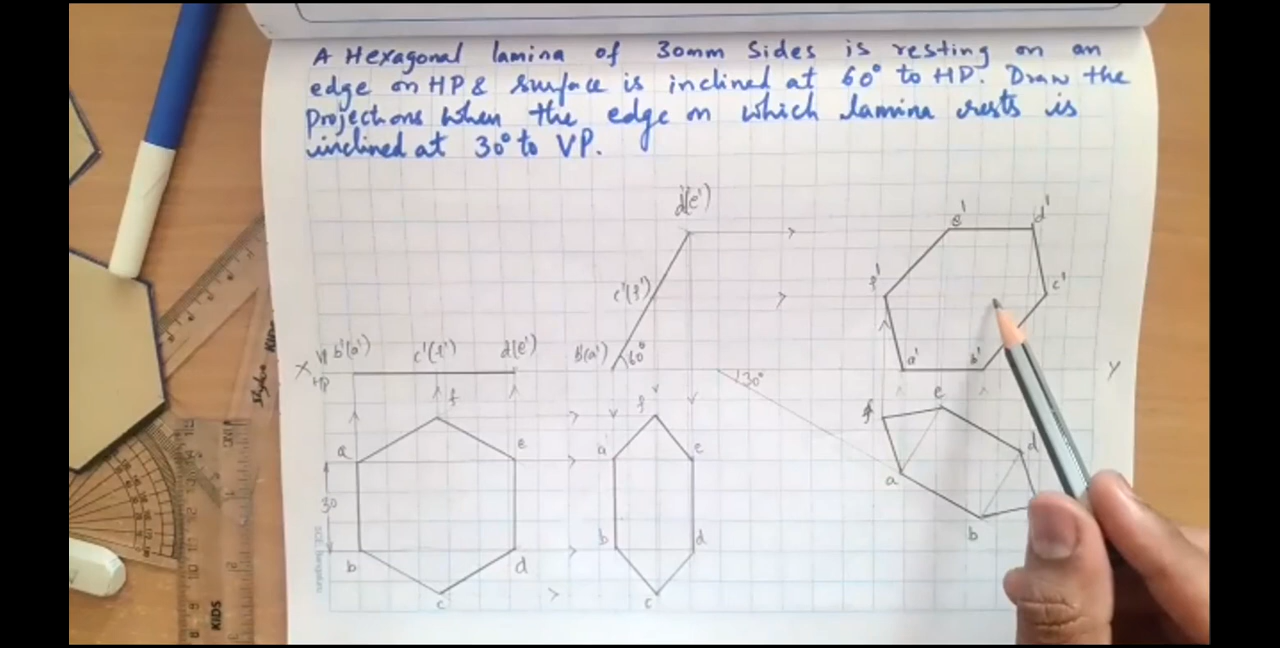 A Hexagonal lamina of 30mm Sides is resting on an
edge on HP & surface is inclined at 60° to HP. Draw the
Projections when the edge on which lamina rests is
inclined at 30° to VP.
d'(e')
e' d'
c'(f') f' c'
X VP b'(a') c'(f') d(e') b'(a') 60° a' b' Y
HP 30°
f f f e
a e a' e d
a
30
b d b d b
c c
KIDS